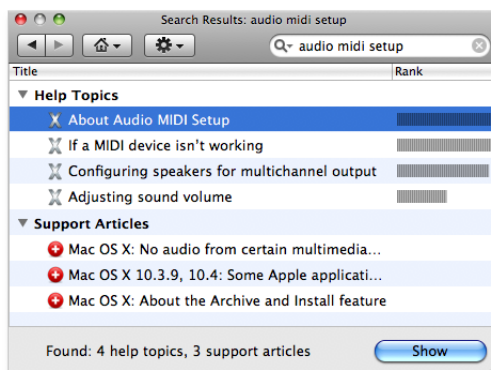 Search Results: audio midi setup
audio midi setup
Title Rank
Help Topics
About Audio MIDI Setup
If a MIDI device isn't working
Configuring speakers for multichannel output
Adjusting sound volume
Support Articles
Mac OS X: No audio from certain multimedia...
Mac OS X 10.3.9, 10.4: Some Apple applicati...
Mac OS X: About the Archive and Install feature
Found: 4 help topics, 3 support articles Show